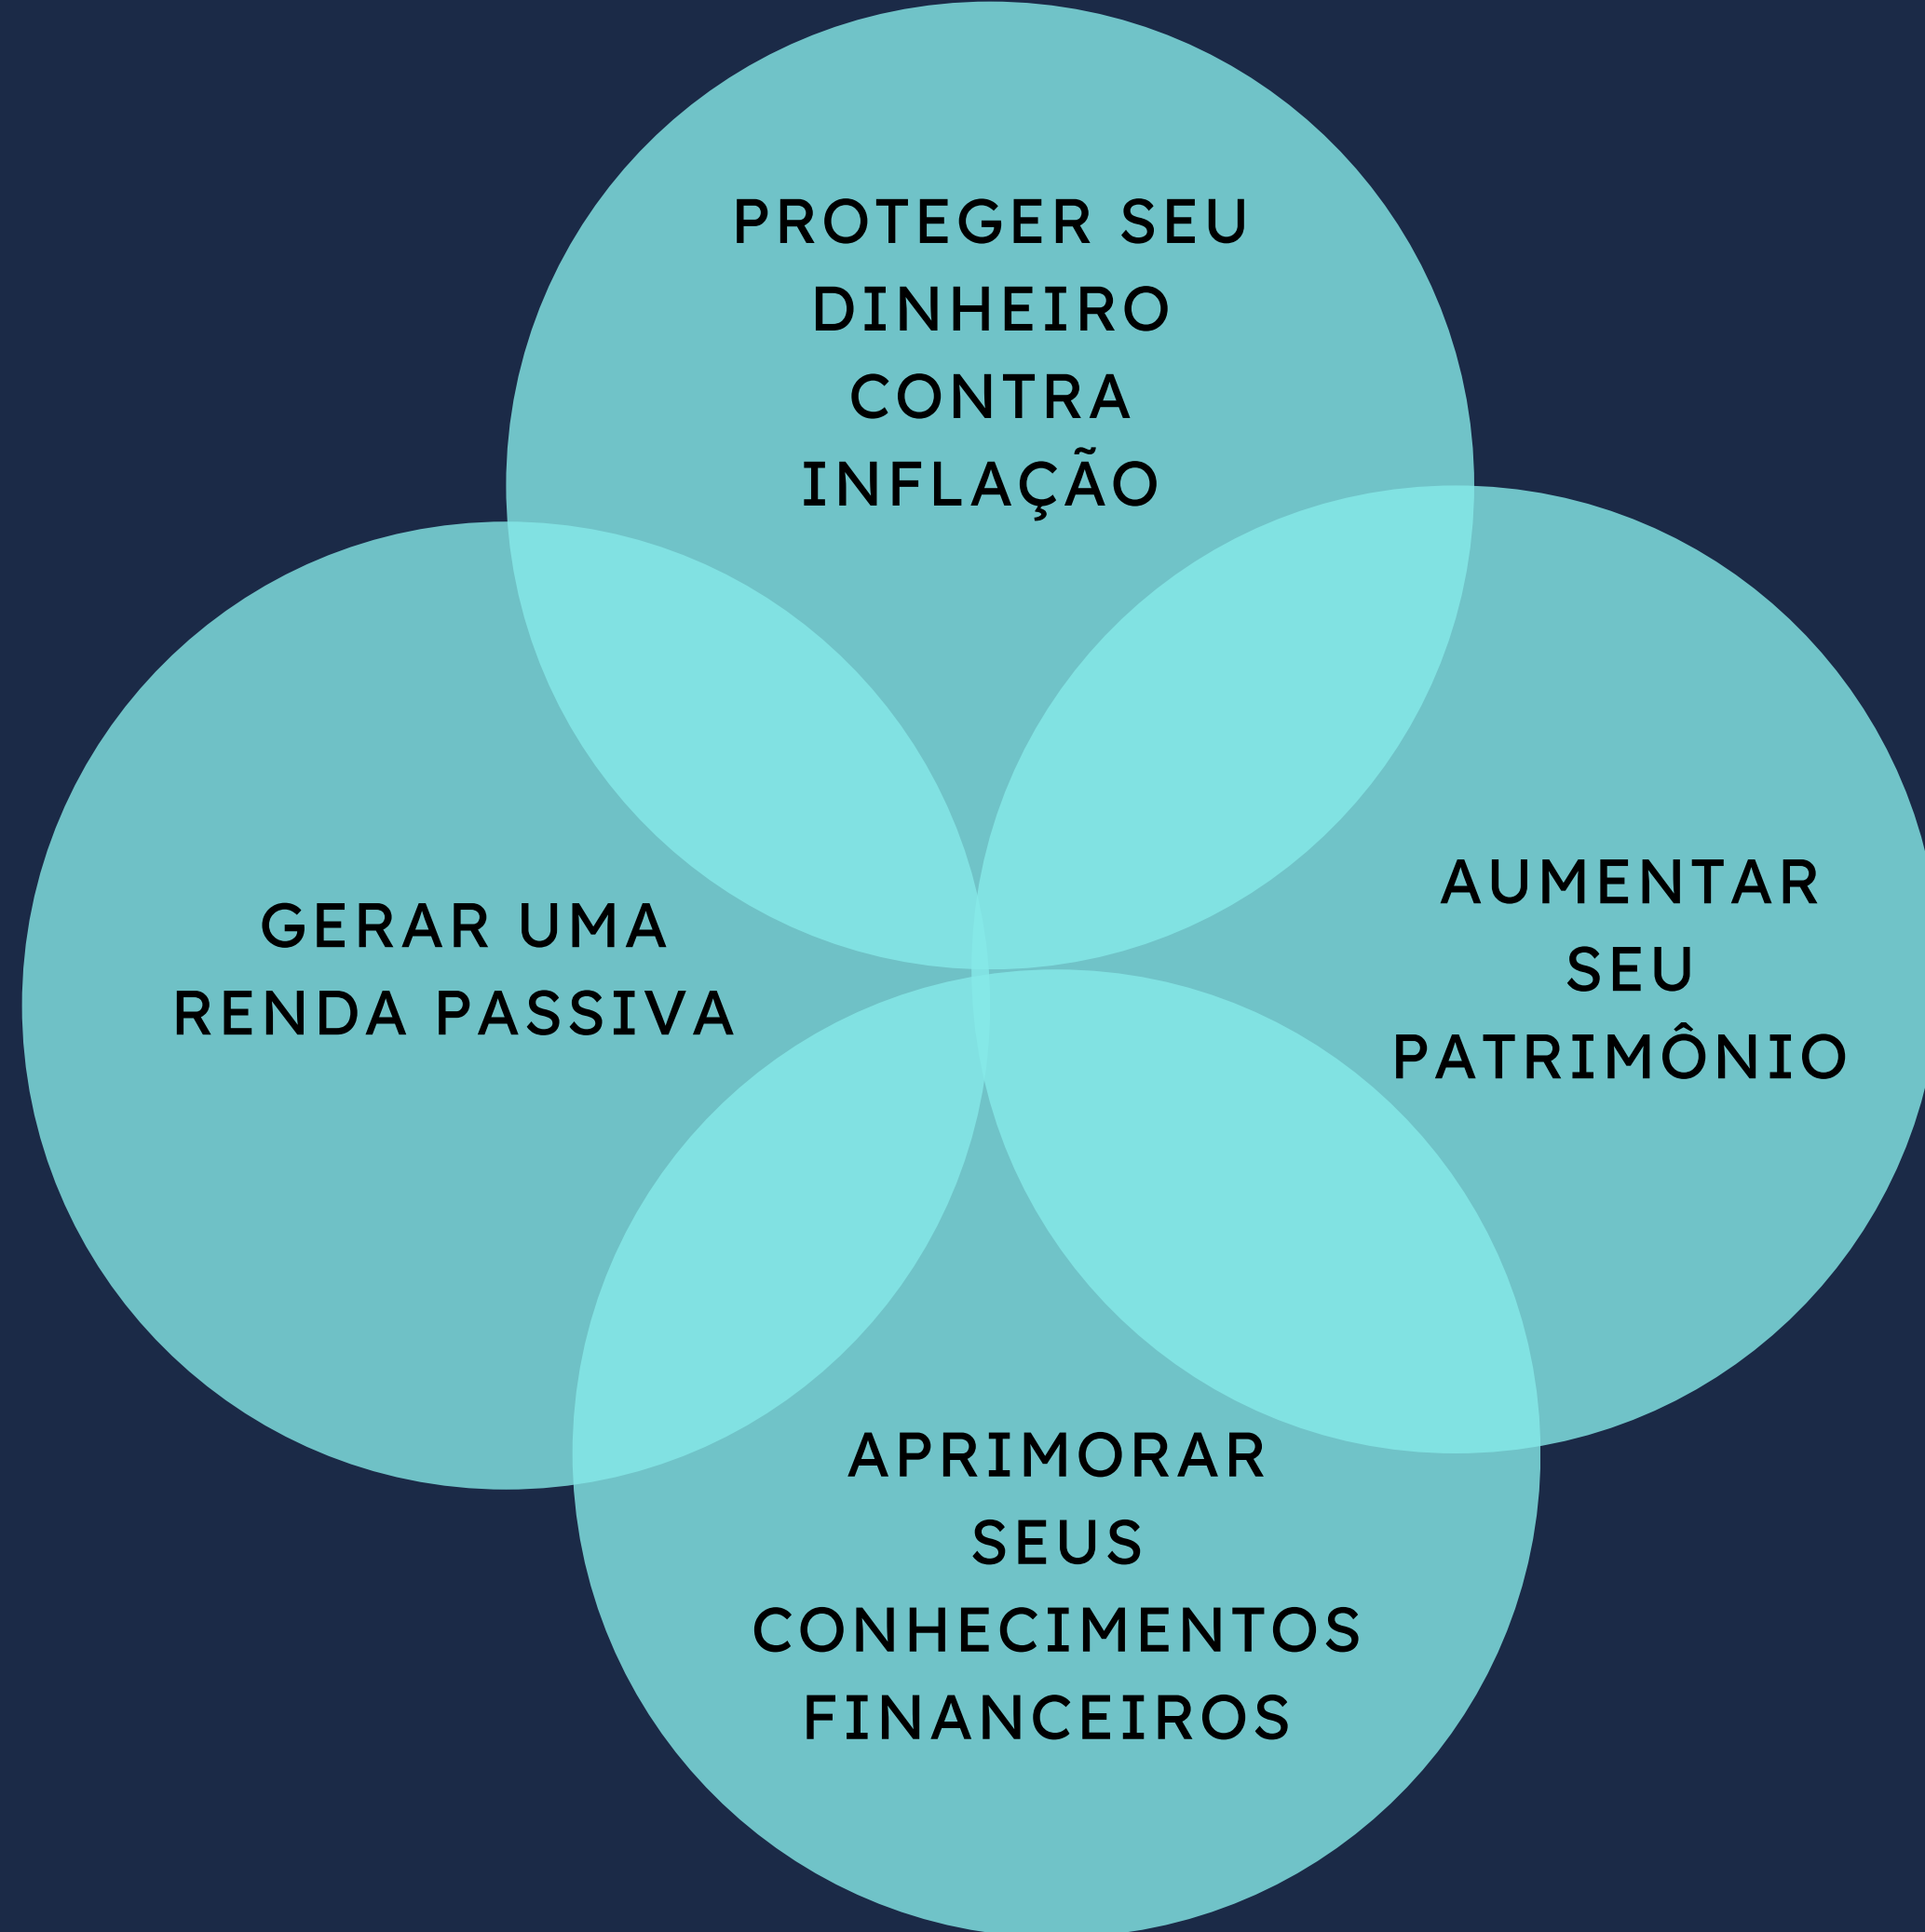 PROTEGER SEU
DINHEIRO
CONTRA
INFLAÇÃO
GERAR UMA
RENDA PASSIVA
AUMENTAR
SEU
PATRIMÔNIO
APRIMORAR
SEUS
CONHECIMENTOS
FINANCEIROS